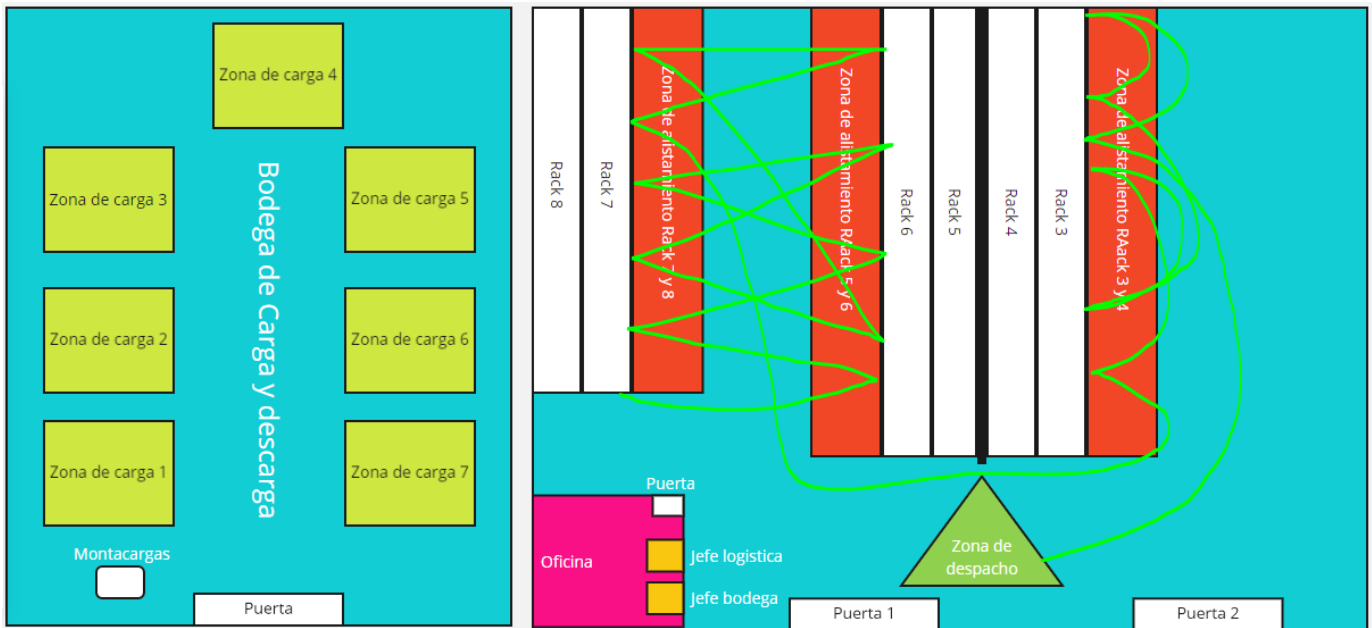 Zona de carga 4
Zona de carga 3
Zona de carga 5
Zona de carga 2
Zona de carga 6
Zona de carga 1
Zona de carga 7
Bodega de Carga y descarga
Montacargas
Puerta
Rack 8
Rack 7
Zona de alistamiento Rack 7 y 8
Zona de alistamiento RAack 5 y 6
Rack 6
Rack 5
Rack 4
Rack 3
Zona de alistamiento RAack 3 y 4
Puerta
Oficina
Jefe logistica
Jefe bodega
Zona de
despacho
Puerta 1
Puerta 2